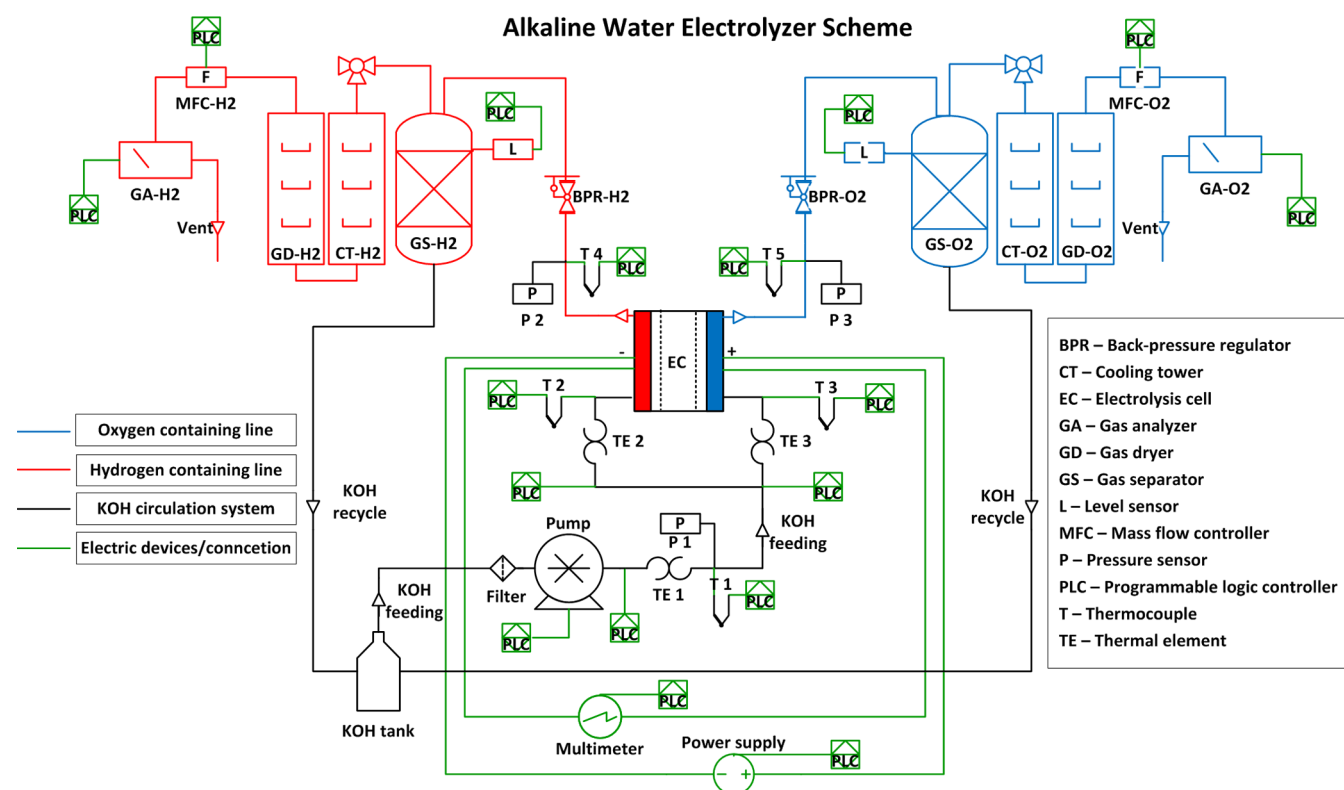 Alkaline Water Electrolyzer Scheme
PLC
PLC
F
F
MFC-H2
MFC-O2
PLC
PLC
L
L
GA-H2
GA-O2
PLC
PLC
BPR-H2
BPR-O2
Vent
Vent
GD-H2
CT-H2
GS-H2
GS-O2
CT-O2
GD-O2
T 4
PLC
PLC
T 5
P
P
P 2
P 3
-
+
EC
PLC
T 2
T 3
PLC
TE 2
TE 3
PLC
PLC
Oxygen containing line
Hydrogen containing line
KOH circulation system
Electric devices/conncetion
KOH
recycle
KOH
recycle
Pump
P
P 1
KOH
feeding
Filter
TE 1
T 1
PLC
KOH
feeding
PLC
PLC
KOH tank
PLC
Multimeter
Power supply
PLC
− +
BPR – Back-pressure regulator
CT – Cooling tower
EC – Electrolysis cell
GA – Gas analyzer
GD – Gas dryer
GS – Gas separator
L – Level sensor
MFC – Mass flow controller
P – Pressure sensor
PLC – Programmable logic controller
T – Thermocouple
TE – Thermal element